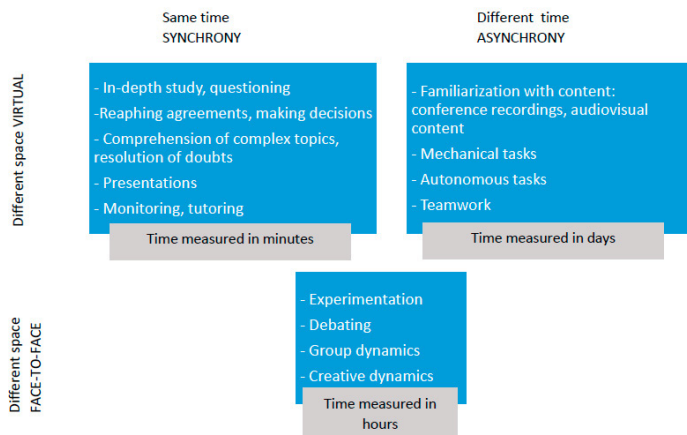 Same time
SYNCHRONY
Different time
ASYNCHRONY
Different space VIRTUAL
- In-depth study, questioning
-Reaphing agreements, making decisions
- Comprehension of complex topics,
resolution of doubts
- Presentations
- Monitoring, tutoring
Time measured in minutes
- Familiarization with content:
conference recordings, audiovisual
content
- Mechanical tasks
- Autonomous tasks
- Teamwork
Time measured in days
Different space
FACE-TO-FACE
- Experimentation
- Debating
- Group dynamics
- Creative dynamics
Time measured in
hours